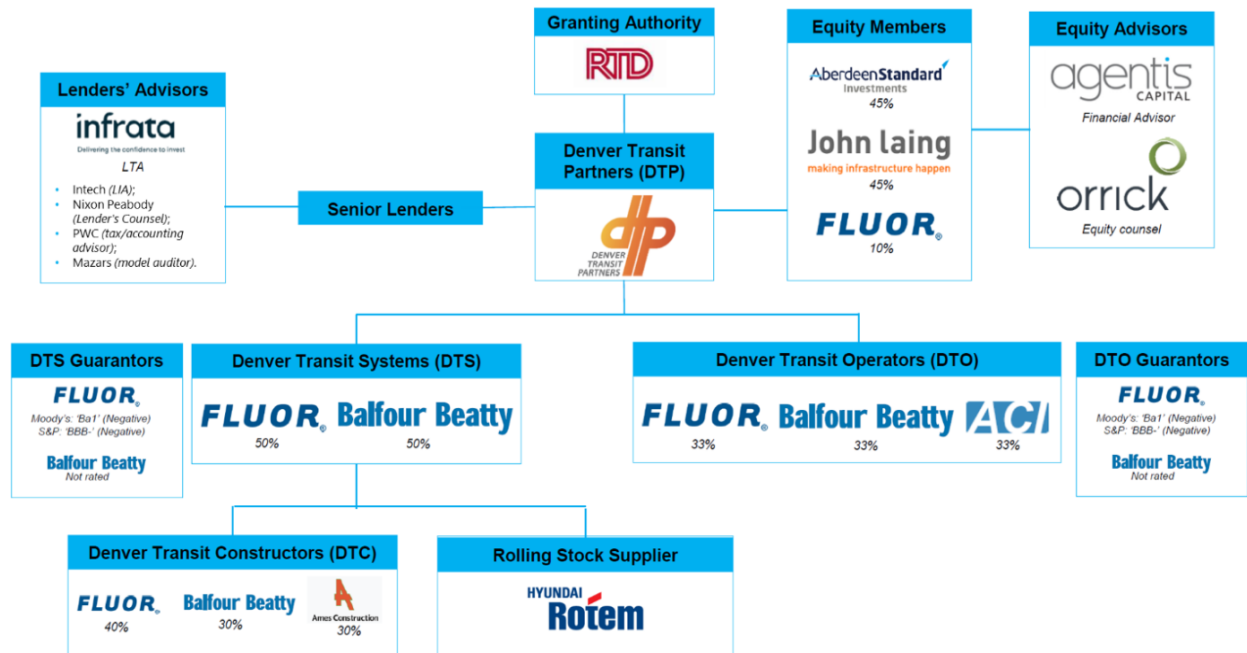 Granting Authority
RTD
Equity Members
AberdeenStandard
Investments
45%
John laing
making infrastructure happen
45%
FLUOR®
10%
Equity Advisors
agentis
CAPITAL
Financial Advisor
orrick
Equity counsel
Lenders' Advisors
infrata
Delivering the confidence to invest
LTA
• Intech (LIA);
• Nixon Peabody
(Lender's Counsel);
• PWC (tax/accounting
advisor);
• Mazars (model auditor).
Senior Lenders
Denver Transit
Partners (DTP)
dtp
DENVER
TRANSIT
PARTNERS
DTS Guarantors
FLUOR®
Moody's: 'Ba1' (Negative)
S&P: 'BBB-' (Negative)
Balfour Beatty
Not rated
Denver Transit Systems (DTS)
FLUOR®
50%
Balfour Beatty
50%
Denver Transit Operators (DTO)
FLUOR®
33%
Balfour Beatty
33%
ACI
33%
DTO Guarantors
FLUOR®
Moody's: 'Ba1' (Negative)
S&P: 'BBB-' (Negative)
Balfour Beatty
Not rated
Denver Transit Constructors (DTC)
FLUOR®
40%
Balfour Beatty
30%
Ames Construction
30%
Rolling Stock Supplier
HYUNDAI
Rotem